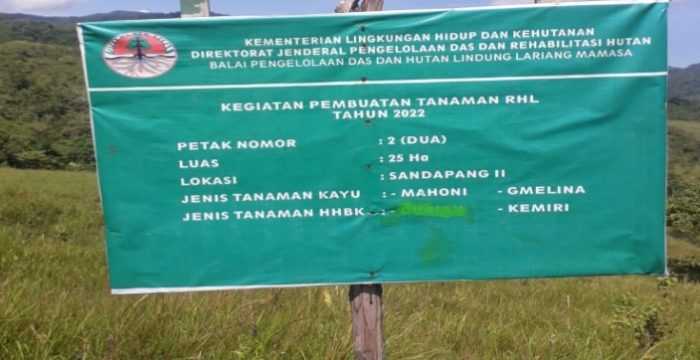 KEMENTERIAN LINGKUNGAN HIDUP DAN KEHUTANAN
DIREKTORAT JENDERAL PENGELOLAAN DAS DAN REHABILITASI HUTAN
BALAI PENGELOLAAN DAS DAN HUTAN LINDUNG LARIANG MAMASA
KEGIATAN PEMBUATAN TANAMAN RHL
TAHUN 2022
PETAK NOMOR : 2 (DUA)
LUAS : 25 Ha
LOKASI : SANDAPANG II
JENIS TANAMAN KAYU : - MAHONI - GMELINA
JENIS TANAMAN HHBK : - DURIAN - KEMIRI